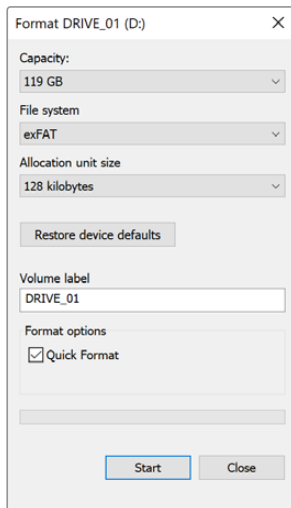 Format DRIVE_01 (D:)
Capacity:
119 GB
File system
exFAT
Allocation unit size
128 kilobytes
Restore device defaults
Volume label
DRIVE_01
Format options
Quick Format
Start Close